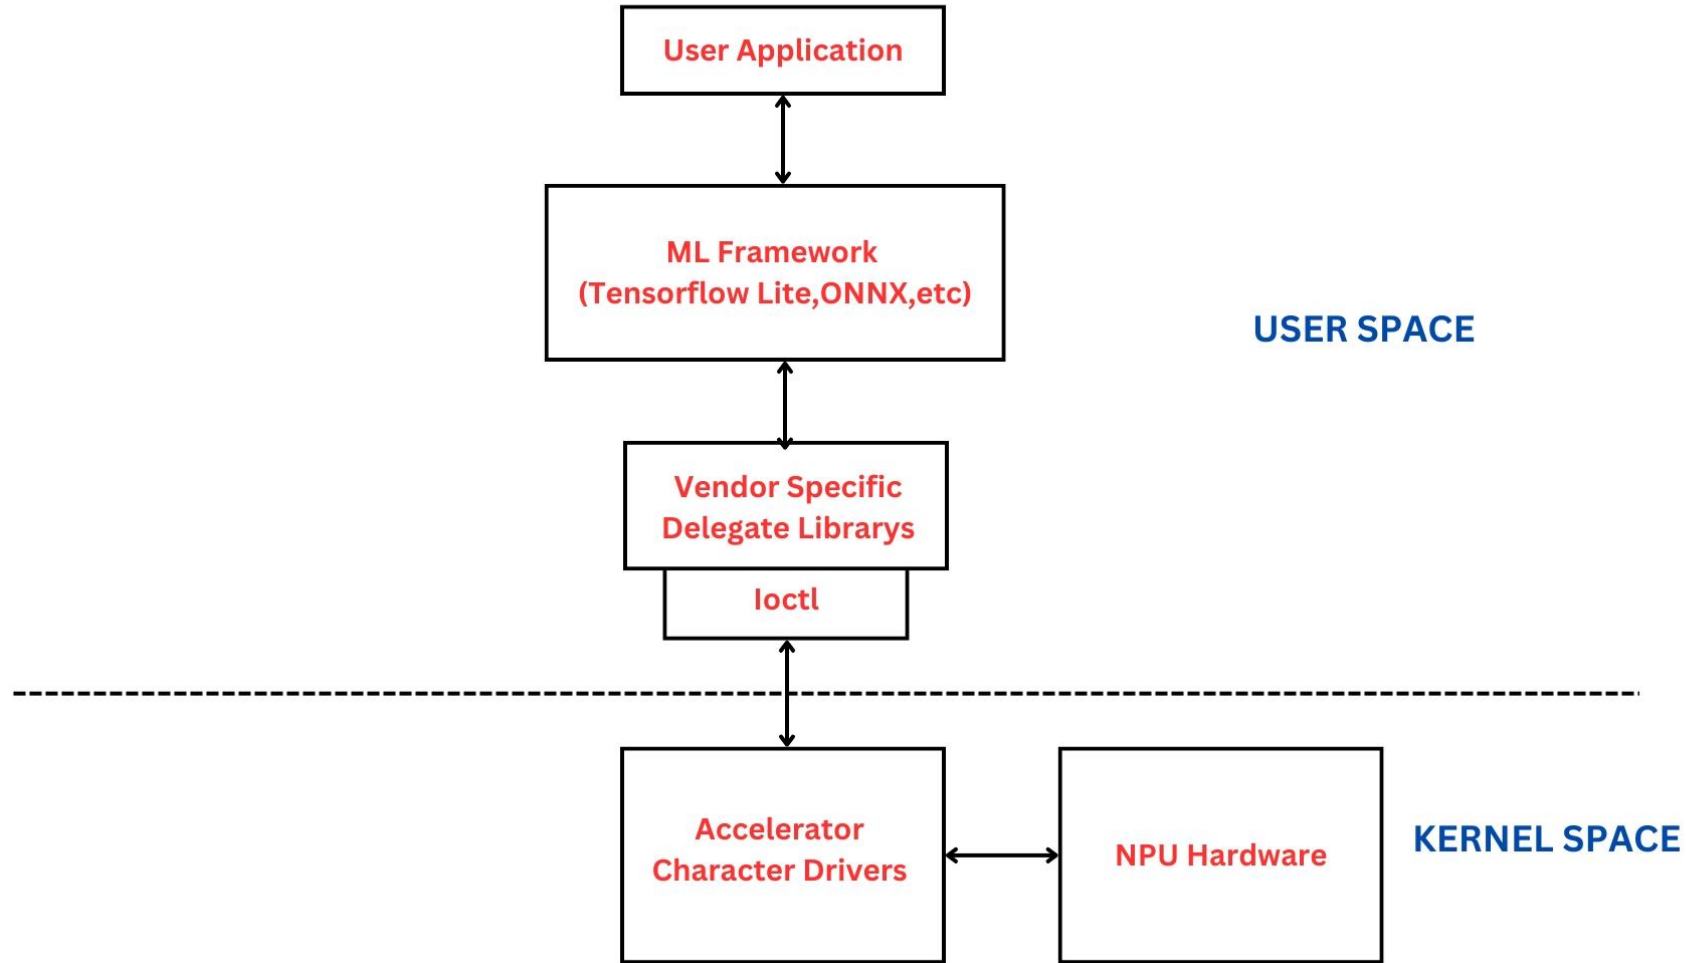 User Application
ML Framework
(Tensorflow Lite,ONNX,etc)
USER SPACE
Vendor Specific
Delegate Librarys
Ioctl
Accelerator
Character Drivers
NPU Hardware
KERNEL SPACE